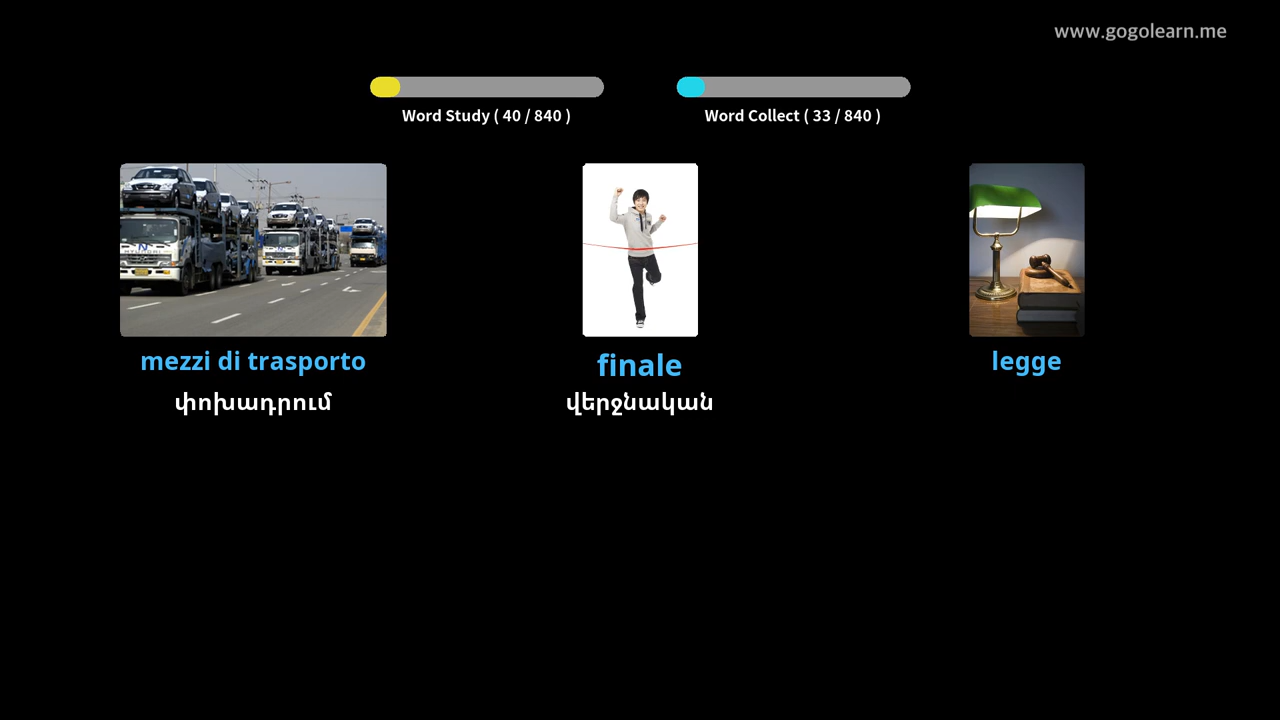 www.gogolearn.me
Word Study ( 40 / 840 )
Word Collect ( 33 / 840 )
mezzi di trasporto
finale
legge
փոխադրում
վերջնական